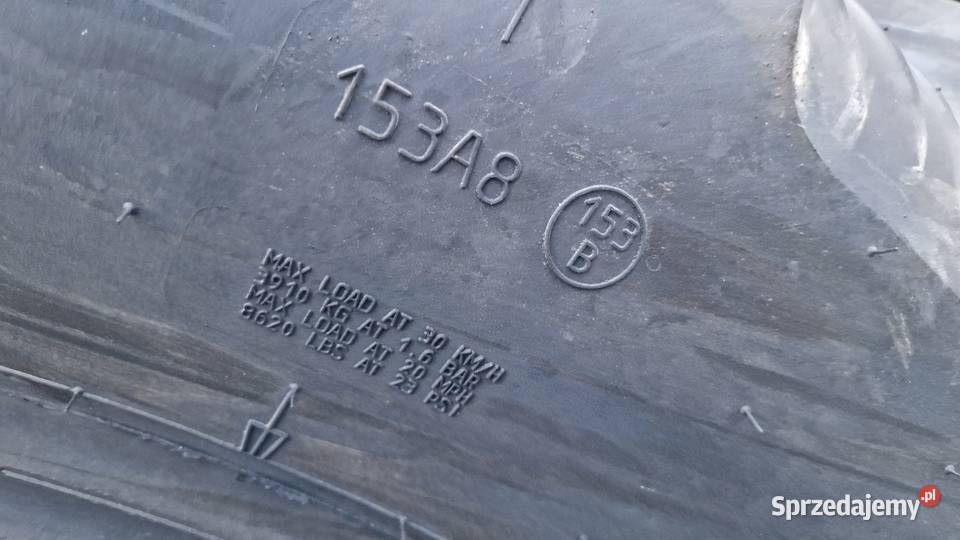 153A8
153
B
MAX LOAD AT 30 KM/H
3910 KG AT 1.6 BAR
MAX LOAD AT 20 MPH
8620 LBS AT 23 PSI
Sprzedajemy.pl